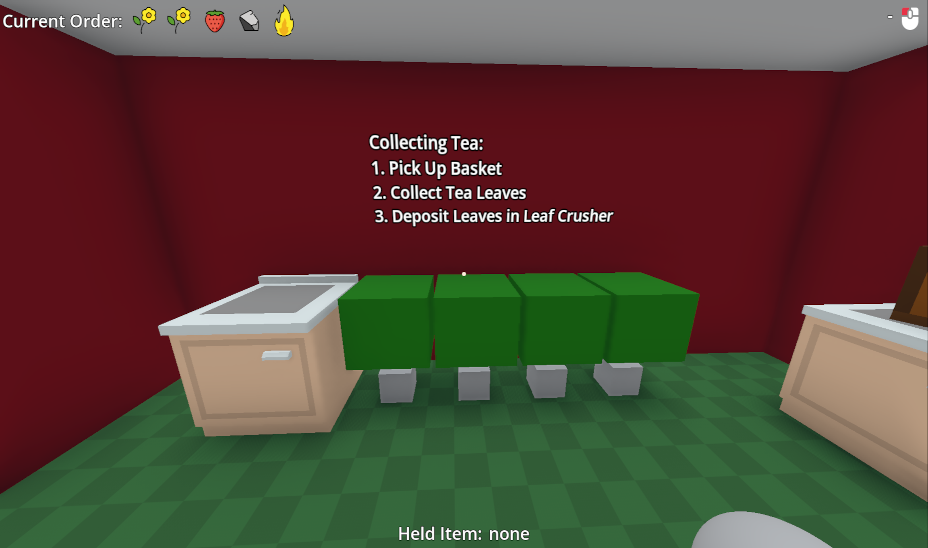 Current Order:
-
Collecting Tea:
1. Pick Up Basket
2. Collect Tea Leaves
3. Deposit Leaves in Leaf Crusher
Held Item: none